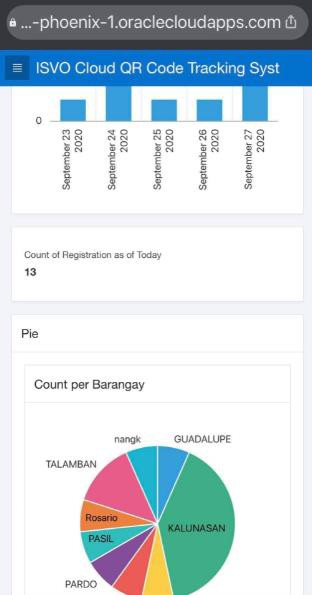 ...-phoenix-1.oraclecloudapps.com
ISVO Cloud QR Code Tracking Syst
0
September 23
2020
September 24
2020
September 25
2020
September 26
2020
September 27
2020
Count of Registration as of Today
13
Pie
Count per Barangay
nangk
GUADALUPE
TALAMBAN
Rosario
KALUNASAN
PASIL
PARDO